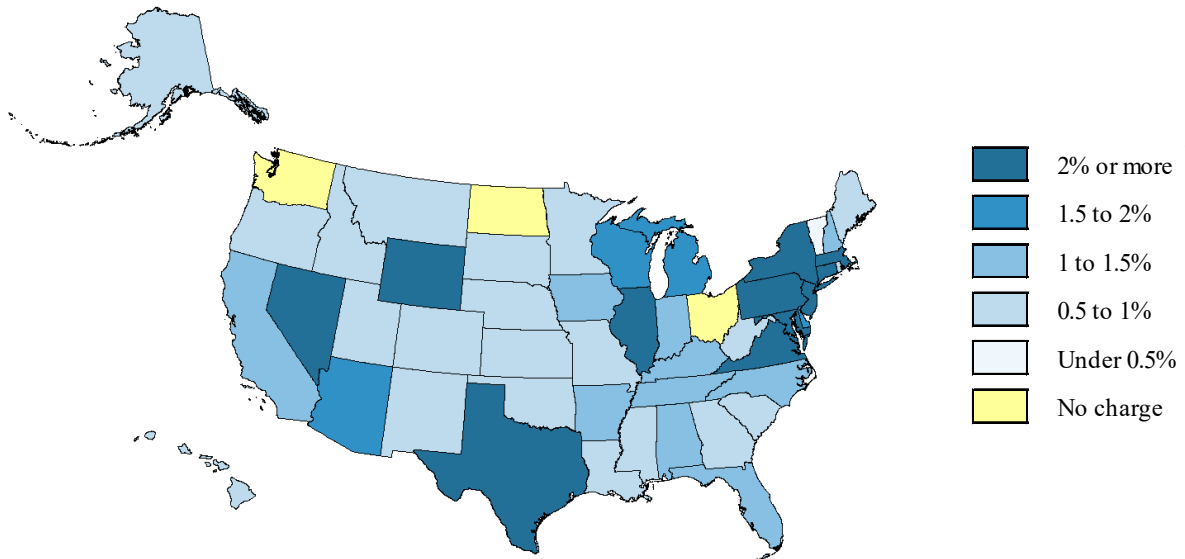 2% or more
1.5 to 2%
1 to 1.5%
0.5 to 1%
Under 0.5%
No charge